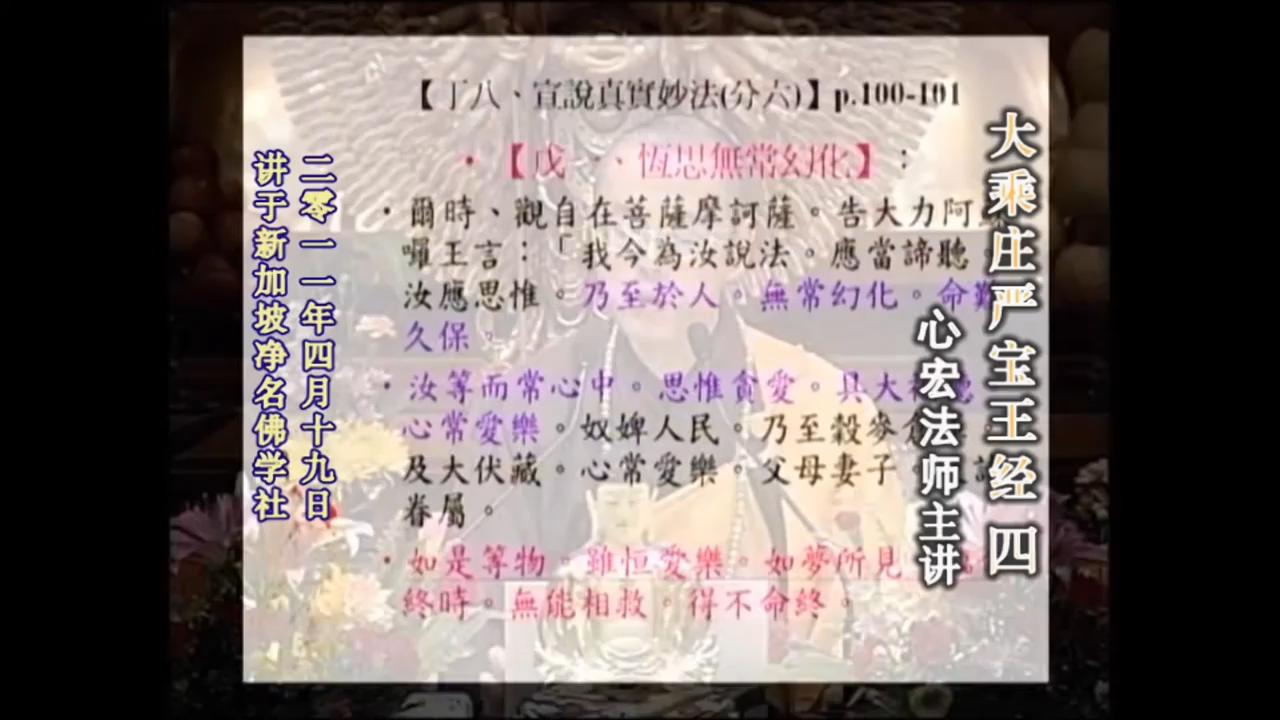 【丁八、宣說真實妙法(分六)】p.100-101
•【戊一、恆思無常幻化】：
•爾時、觀自在菩薩摩訶薩。告大力阿
囉王言：「我今為汝說法。應當諦聽
汝應思惟。乃至於人。無常幻化。命難
久保。
•汝等而常心中。思惟貪愛。具大
心常愛樂。奴婢人民。乃至穀麥倉
及大伏藏。心常愛樂。父母妻子
眷屬。
•如是等物。雖恒愛樂。如夢所見
終時。無能相救。得不命終。
大乘庄严宝王经 四
心宏法师主讲
二零一一年四月十九日
讲于新加坡净名佛学社